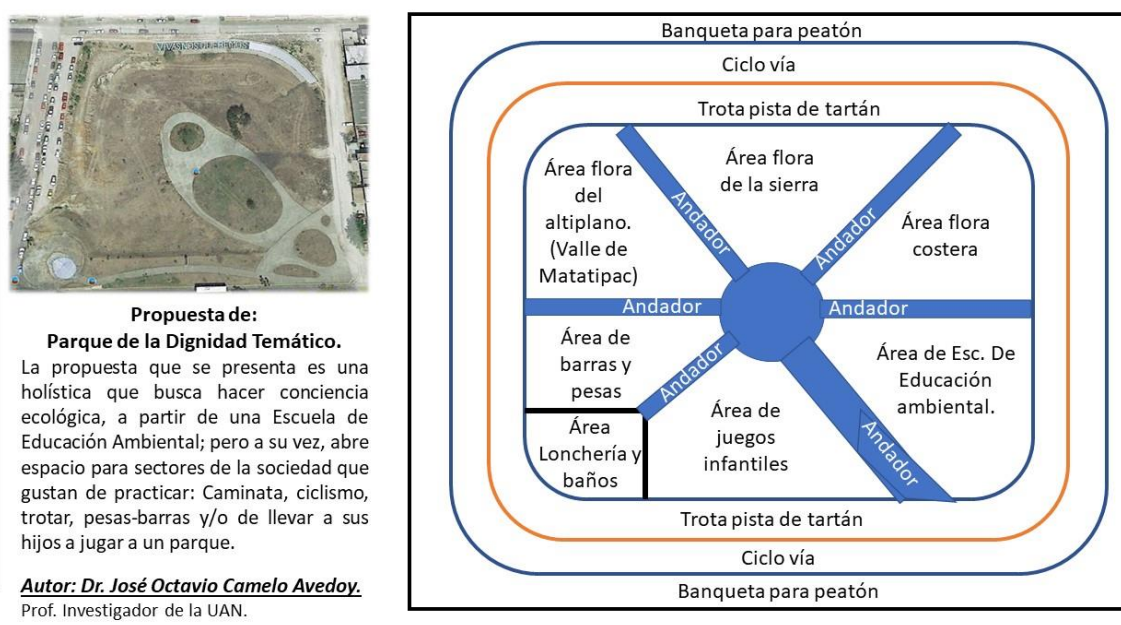 VIVAS NOS QUEREMOS
Propuesta de:
Parque de la Dignidad Temático.
La propuesta que se presenta es una
holística que busca hacer conciencia
ecológica, a partir de una Escuela de
Educación Ambiental; pero a su vez, abre
espacio para sectores de la sociedad que
gustan de practicar: Caminata, ciclismo,
trotar, pesas-barras y/o de llevar a sus
hijos a jugar a un parque.
Autor: Dr. José Octavio Camelo Avedoy.
Prof. Investigador de la UAN.
Banqueta para peatón
Ciclo vía
Trota pista de tartán
Área flora
del
altiplano.
(Valle de
Matatipac)
Andador
Área flora
de la sierra
Andador
Área flora
costera
Andador
Andador
Área de
barras y
pesas
Andador
Área de Esc. De
Educación
ambiental.
Área
Lonchería y
baños
Área de
juegos
infantiles
Andador
Trota pista de tartán
Ciclo vía
Banqueta para peatón